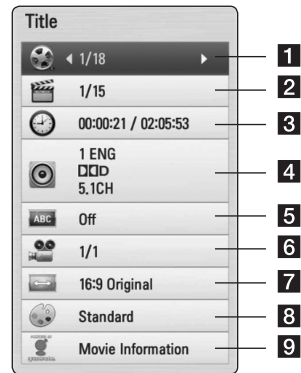 Title
1/18
1
1/15
2
00:00:21 / 02:05:53
3
1 ENG
D
5.1CH
4
ABC
Off
5
1/1
6
16:9 Original
7
Standard
8
Movie Information
9